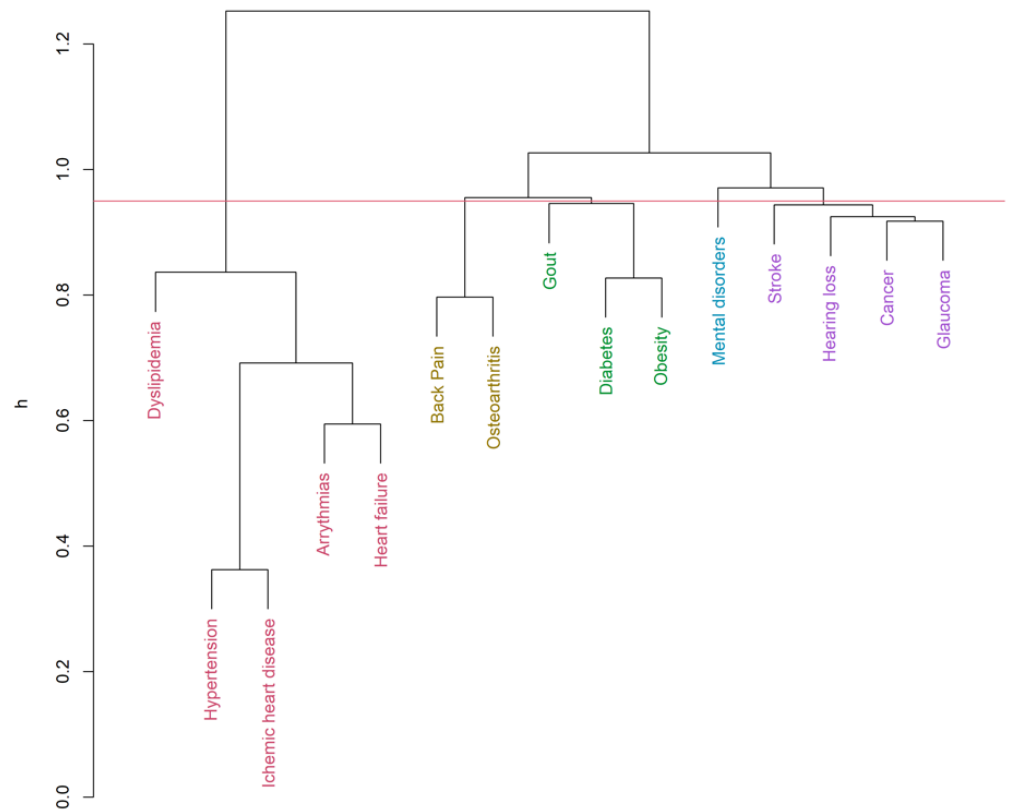 h
1.2
1.0
0.8
0.6
0.4
0.2
0.0
Dyslipidemia
Hypertension
Ichemic heart disease
Arrythmias
Heart failure
Back Pain
Osteoarthritis
Gout
Diabetes
Obesity
Mental disorders
Stroke
Hearing loss
Cancer
Glaucoma